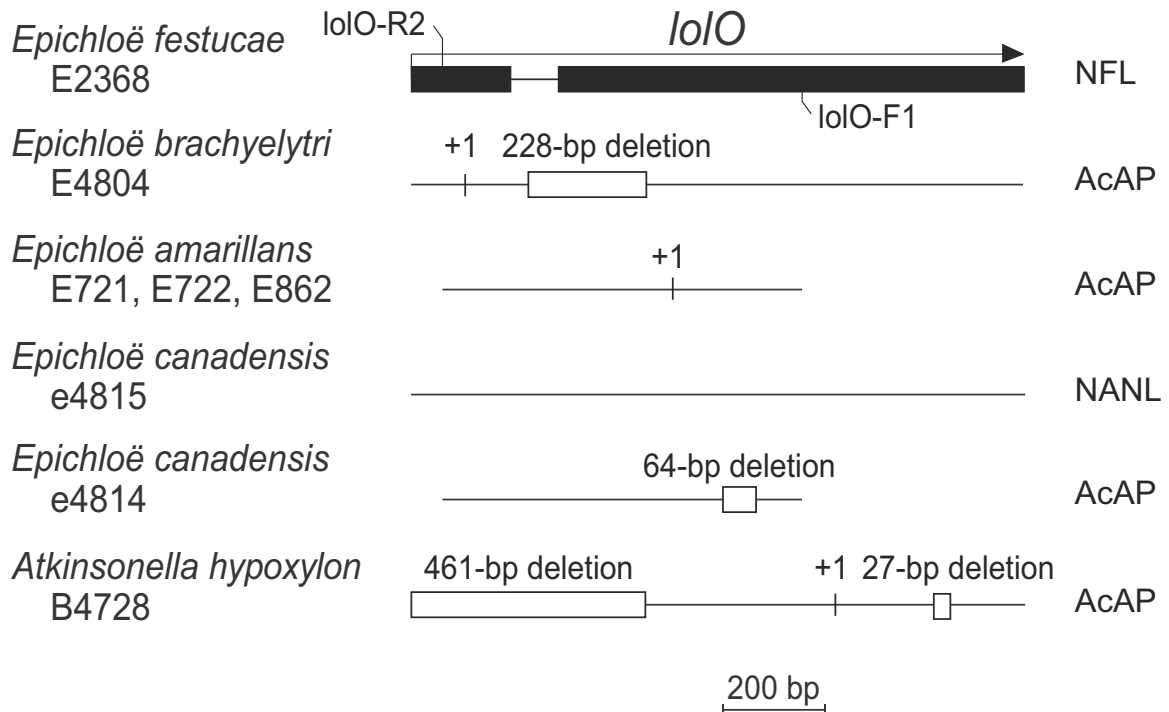 Epichloë festucae
E2368
lolO-R2
lolO
lolO-F1
NFL
Epichloë brachyelytri
E4804
+1 228-bp deletion
AcAP
Epichloë amarillans
E721, E722, E862
+1
AcAP
Epichloë canadensis
e4815
NANL
Epichloë canadensis
e4814
64-bp deletion
AcAP
Atkinsonella hypoxylon
B4728
461-bp deletion
+1 27-bp deletion
AcAP
200 bp